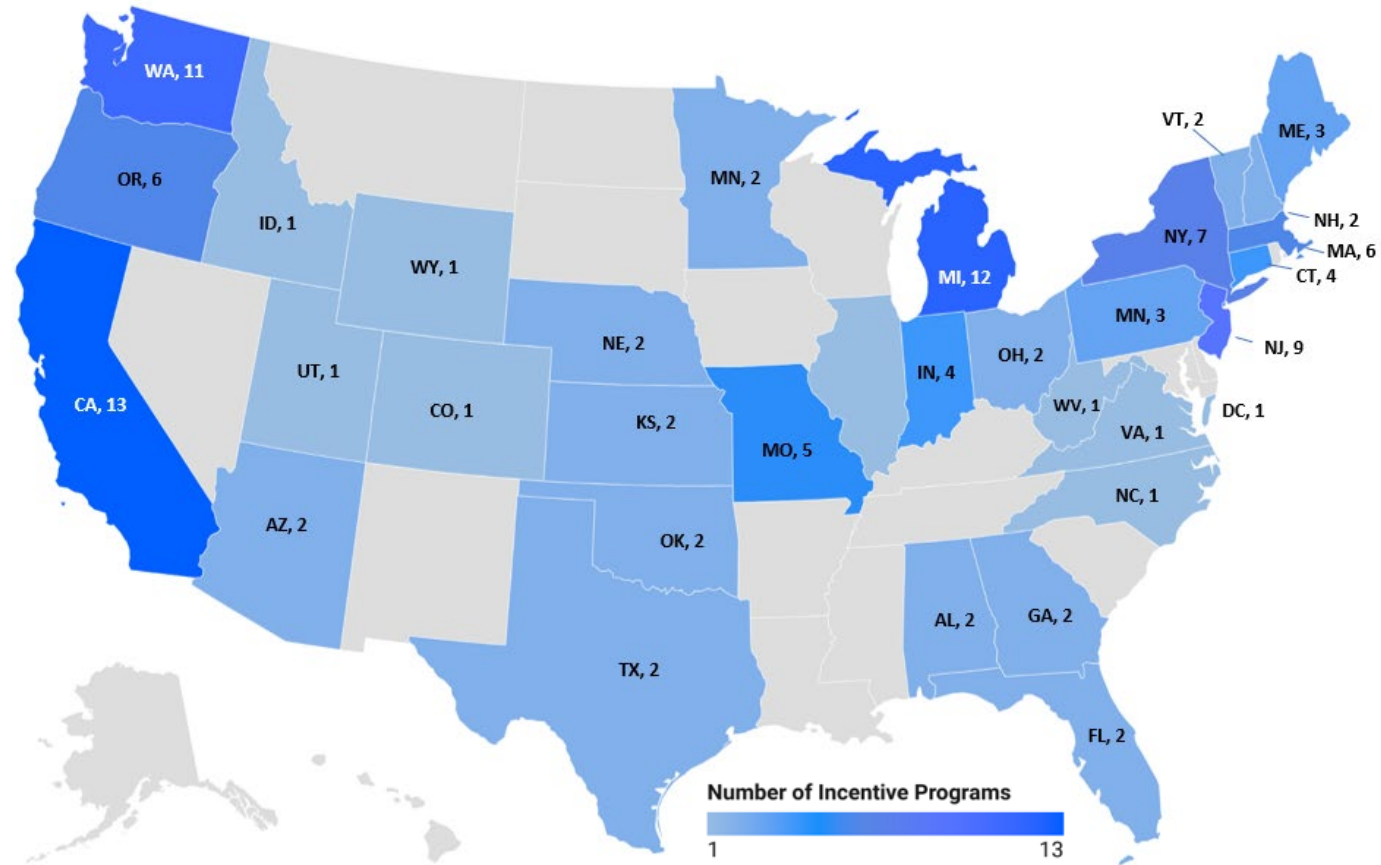 WA, 11
VT, 2
ME, 3
OR, 6
MN, 2
ID, 1
NH, 2
NY, 7
MA, 6
WY, 1
MI, 12
CT, 4
MN, 3
NE, 2
OH, 2
NJ, 9
UT, 1
IN, 4
CA, 13
CO, 1
WV, 1
DC, 1
KS, 2
VA, 1
MO, 5
NC, 1
AZ, 2
OK, 2
AL, 2
GA, 2
TX, 2
FL, 2
Number of Incentive Programs
1
13